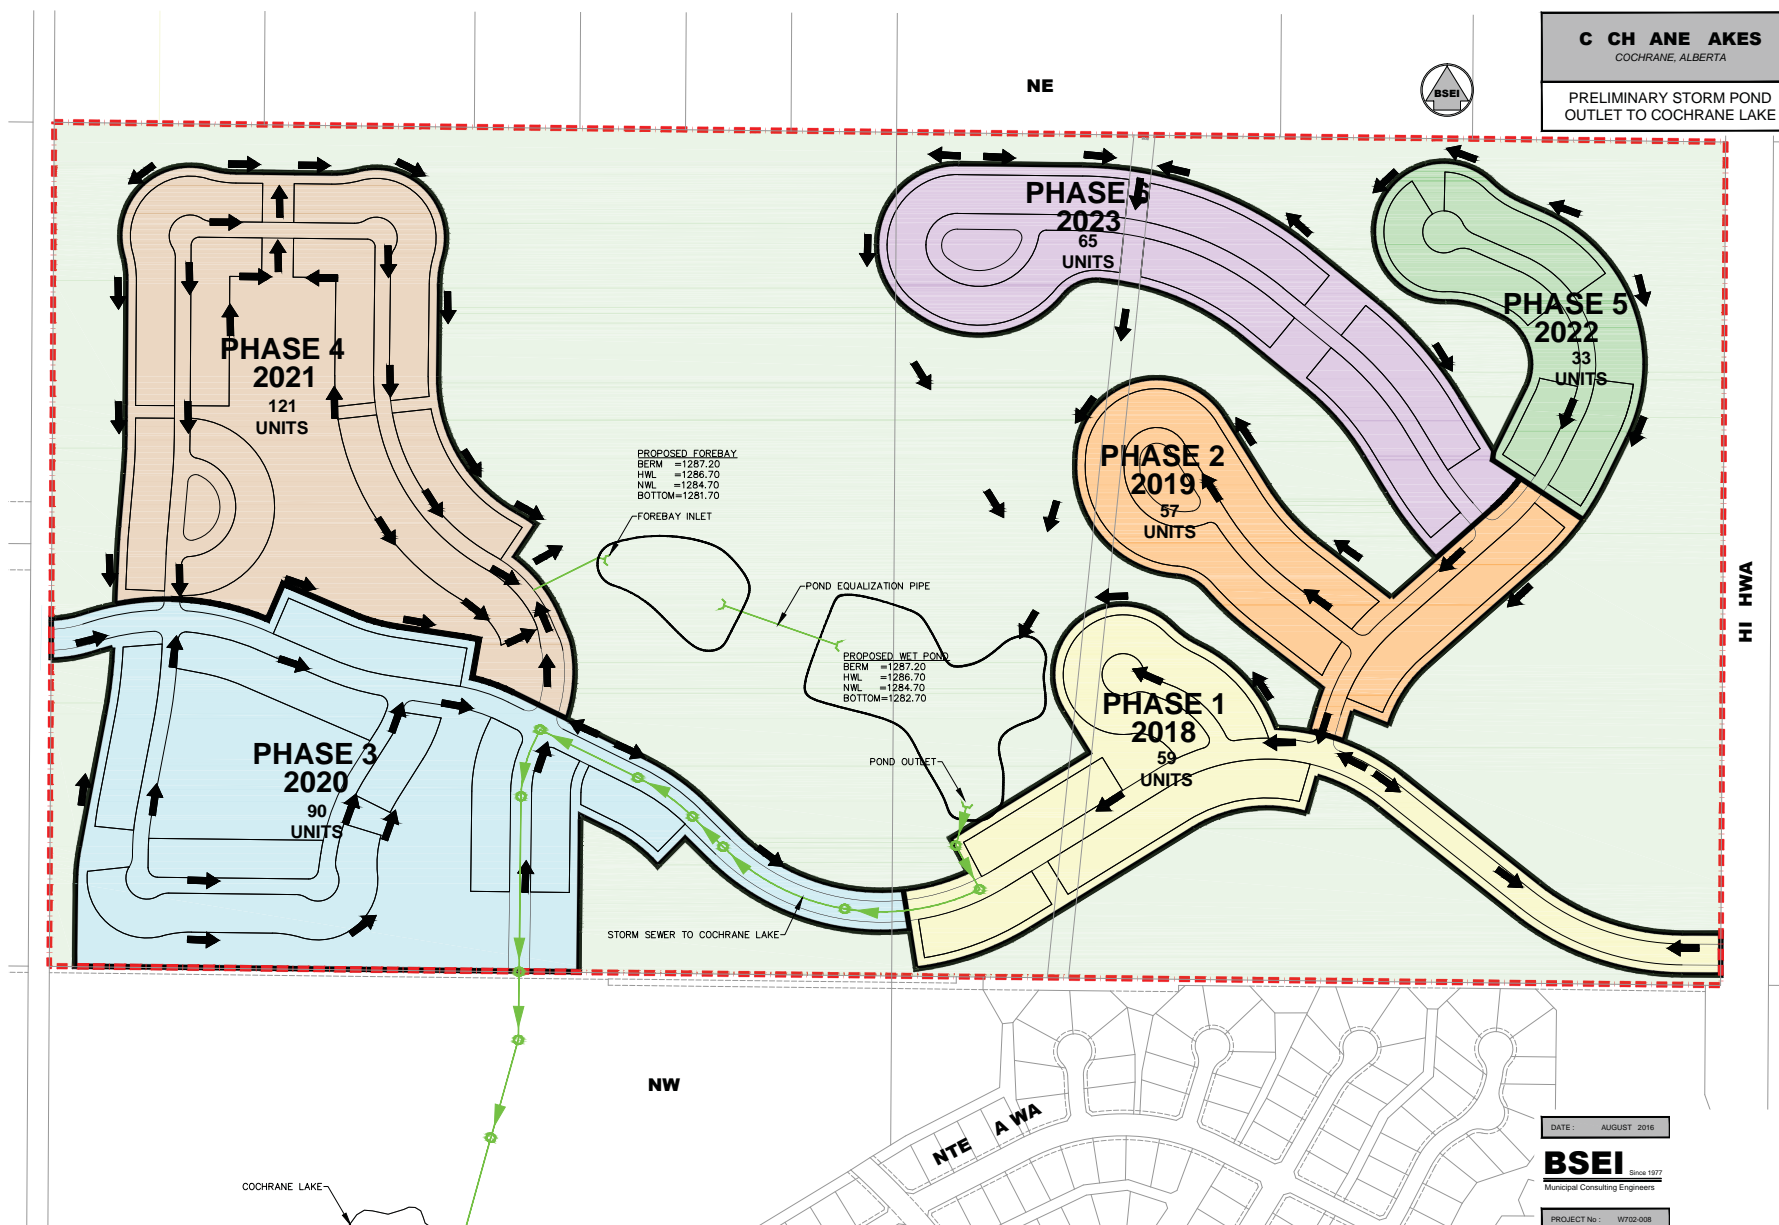 C CH ANE AKES
COCHRANE, ALBERTA
PRELIMINARY STORM POND
OUTLET TO COCHRANE LAKE
NE
BSEI
PHASE 6
2023
65
UNITS
PHASE 5
2022
33
UNITS
PHASE 4
2021
121
UNITS
PHASE 2
2019
57
UNITS
PROPOSED FOREBAY
BERM =1287.20
HWL =1286.70
NWL =1284.70
BOTTOM=1281.70
FOREBAY INLET
POND EQUALIZATION PIPE
PROPOSED WET POND
BERM =1287.20
HWL =1286.70
NWL =1284.70
BOTTOM=1282.70
HI HWA
PHASE 1
2018
59
UNITS
PHASE 3
2020
90
UNITS
POND OUTLET
STORM SEWER TO COCHRANE LAKE
NW
NTE A WA
COCHRANE LAKE
DATE : AUGUST 2016
BSEI Since 1977
Municipal Consulting Engineers
PROJECT No : W702-008